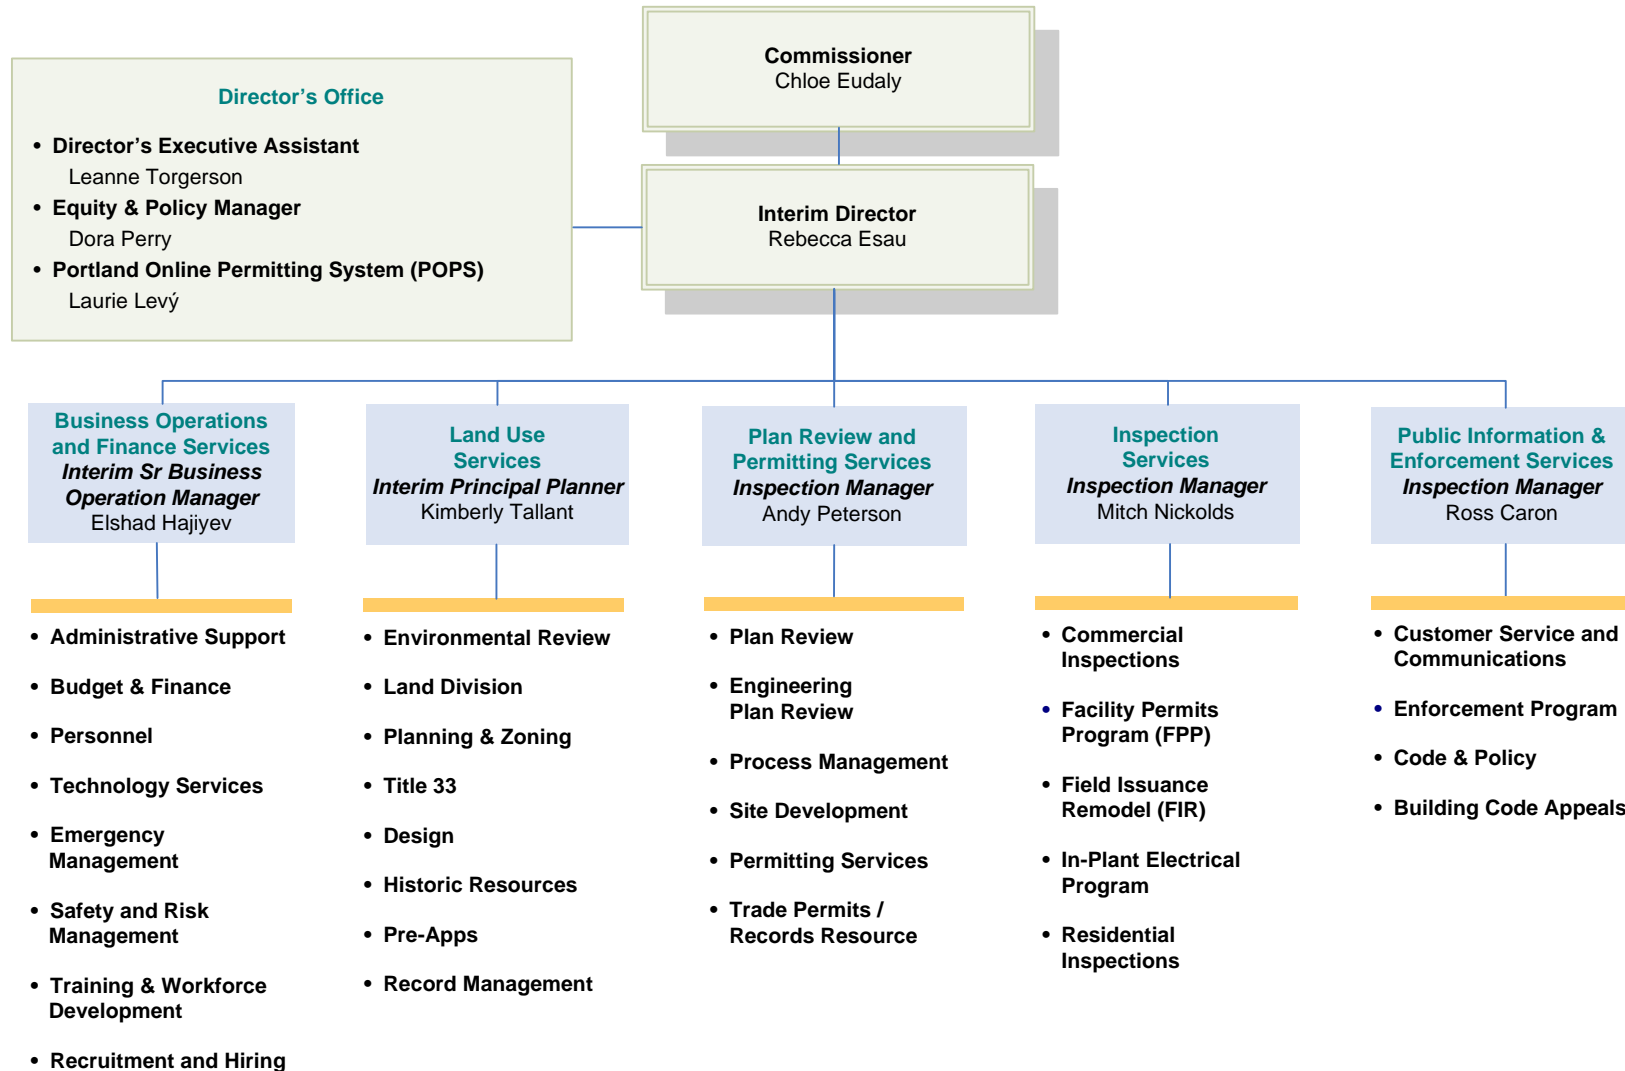 Commissioner
Chloe Eudaly
Director’s Office
• Director’s Executive Assistant
Leanne Torgerson
• Equity & Policy Manager
Dora Perry
• Portland Online Permitting System (POPS)
Laurie Levý
Interim Director
Rebecca Esau
Business Operations
and Finance Services
Interim Sr Business
Operation Manager
Elshad Hajiyev
• Administrative Support
• Budget & Finance
• Personnel
• Technology Services
• Emergency
Management
• Safety and Risk
Management
• Training & Workforce
Development
• Recruitment and Hiring
Land Use
Services
Interim Principal Planner
Kimberly Tallant
• Environmental Review
• Land Division
• Planning & Zoning
• Title 33
• Design
• Historic Resources
• Pre-Apps
• Record Management
Plan Review and
Permitting Services
Inspection Manager
Andy Peterson
• Plan Review
• Engineering
Plan Review
• Process Management
• Site Development
• Permitting Services
• Trade Permits /
Records Resource
Inspection
Services
Inspection Manager
Mitch Nickolds
• Commercial
Inspections
• Facility Permits
Program (FPP)
• Field Issuance
Remodel (FIR)
• In-Plant Electrical
Program
• Residential
Inspections
Public Information &
Enforcement Services
Inspection Manager
Ross Caron
• Customer Service and
Communications
• Enforcement Program
• Code & Policy
• Building Code Appeals